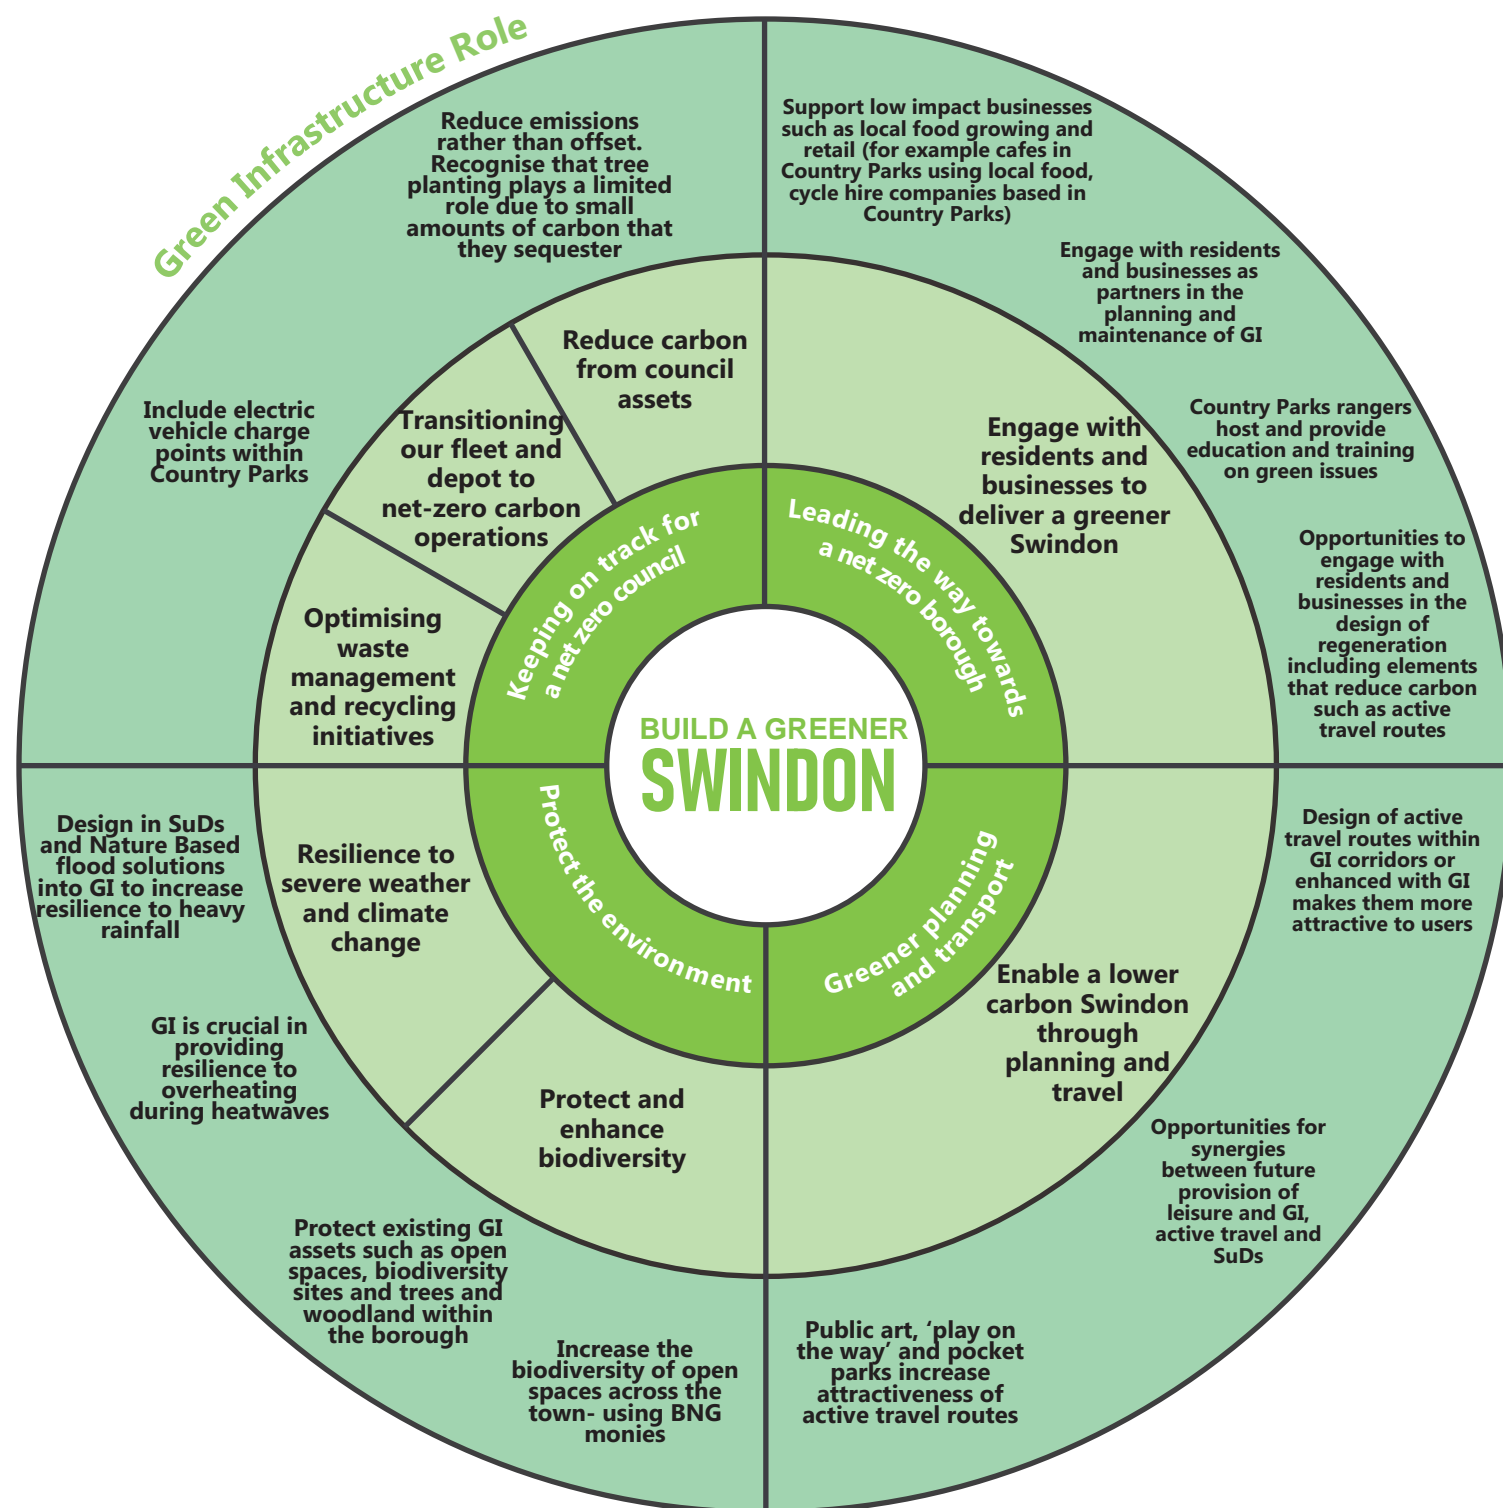 Green Infrastructure Role
Reduce emissions
rather than offset.
Recognise that tree
planting plays a limited
role due to small
amounts of carbon that
they sequester
Include electric
vehicle charge
points within
Country Parks
Support low impact businesses
such as local food growing and
retail (for example cafes in
Country Parks using local food,
cycle hire companies based in
Country Parks)
Engage with residents
and businesses as
partners in the
planning and
maintenance of GI
Country Parks rangers
host and provide
education and training
on green issues
Opportunities to
engage with
residents and
businesses in the
design of
regeneration
including elements
that reduce carbon
such as active
travel routes
Reduce carbon
from council
assets
Transitioning
our fleet and
depot to
net-zero carbon
operations
Optimising
waste
management
and recycling
initiatives
Engage with
residents and
businesses to
deliver a greener
Swindon
Keeping on track for
a net zero council
Leading the way towards
a net zero borough
BUILD A GREENER
SWINDON
Protect the environment
Greener planning
and transport
Resilience to
severe weather
and climate
change
Protect and
enhance
biodiversity
Enable a lower
carbon Swindon
through
planning and
travel
Design in SuDs
and Nature Based
flood solutions
into GI to increase
resilience to heavy
rainfall
GI is crucial in
providing
resilience to
overheating
during heatwaves
Protect existing GI
assets such as open
spaces, biodiversity
sites and trees and
woodland within
the borough
Increase the
biodiversity of open
spaces across the
town- using BNG
monies
Design of active
travel routes within
GI corridors or
enhanced with GI
makes them more
attractive to users
Opportunities for
synergies
between future
provision of
leisure and GI,
active travel and
SuDs
Public art, ‘play on
the way’ and pocket
parks increase
attractiveness of
active travel routes